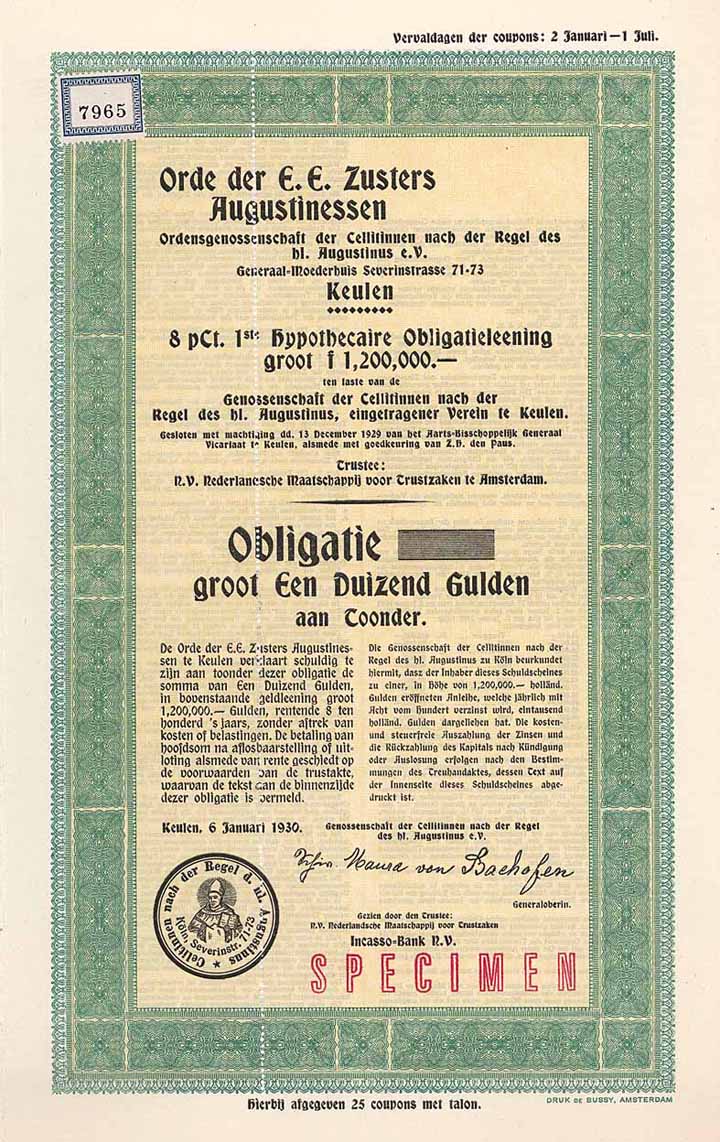 Vervaldagen der coupons: 2 Januari—1 Juli.
7965
Orde der E.E. Zusters
Augustinessen
Ordensgenossenschaft der Cellitinnen nach der Regel des
hl. Augustinus e.V.
Generaal-Moederhuis Severinstrasse 71-73
Keulen
8 pCt. 1ste Hypothecaire Obligatieleening
groot f 1,200,000.—
ten laste van de
Genossenschaft der Cellitinnen nach der
Regel des hl. Augustinus, eingetragener Verein te Keulen.
Gesloten met machtiging dd. 13 December 1929 van het Aarts-Bisschoppelijk Generaal
Vicariaat te Keulen, alsmede met goedkeuring van Z.H. den Paus.
Trustee:
N.V. Nederlandsche Maatschappij voor Trustzaken te Amsterdam.
Obligatie
groot Een Duizend Gulden
aan Toonder.
De Orde der E.E. Zusters Augustines-
sen te Keulen verklaart schuldig te
zijn aan toonder dezer obligatie de
somma van Een Duizend Gulden,
in bovenstaande geldleening groot
1,200,000.— Gulden, rentende 8 ten
honderd 's jaars, zonder aftrek van
kosten of belastingen. De betaling van
hoofdsom na aflosbaarstelling of uit-
loting alsmede van rente geschiedt op
de voorwaarden van de trustakte,
waarvan de tekst aan de binnenzijde
dezer obligatie is vermeld.
Die Genossenschaft der Cellitinnen nach der
Regel des hl. Augustinus zu Köln beurkundet
hiermit, dasz der Inhaber dieses Schuldscheines
zu einer, in Höhe von 1,200,000.— holländ.
Gulden eröffneten Anleihe, welche jährlich mit
Acht vom Hundert verzinst wird, eintausend
holländ. Gulden dargeliehen hat. Die kosten-
und steuerfreie Auszahlung der Zinsen und
die Rückzahlung des Kapitals nach Kündigung
oder Auslosung erfolgen nach den Bestim-
mungen des Treuhandaktes, dessen Text auf
der Innenseite dieses Schuldscheines abge-
druckt ist.
Keulen, 6 Januari 1930.
Genossenschaft der Cellitinnen nach der Regel
des hl. Augustinus e.V.
Maura von Bachofen
Generaloberin.
Cellitinnen nach der Regel d. hl. Augustinus
Köln, Severinstr. 71-73
Gezien door den Trustee:
N.V. Nederlandsche Maatschappij voor Trustzaken
Incasso-Bank N.V.
SPECIMEN
Hierbij afgegeven 25 coupons met talon.
DRUK DE BUSSY, AMSTERDAM